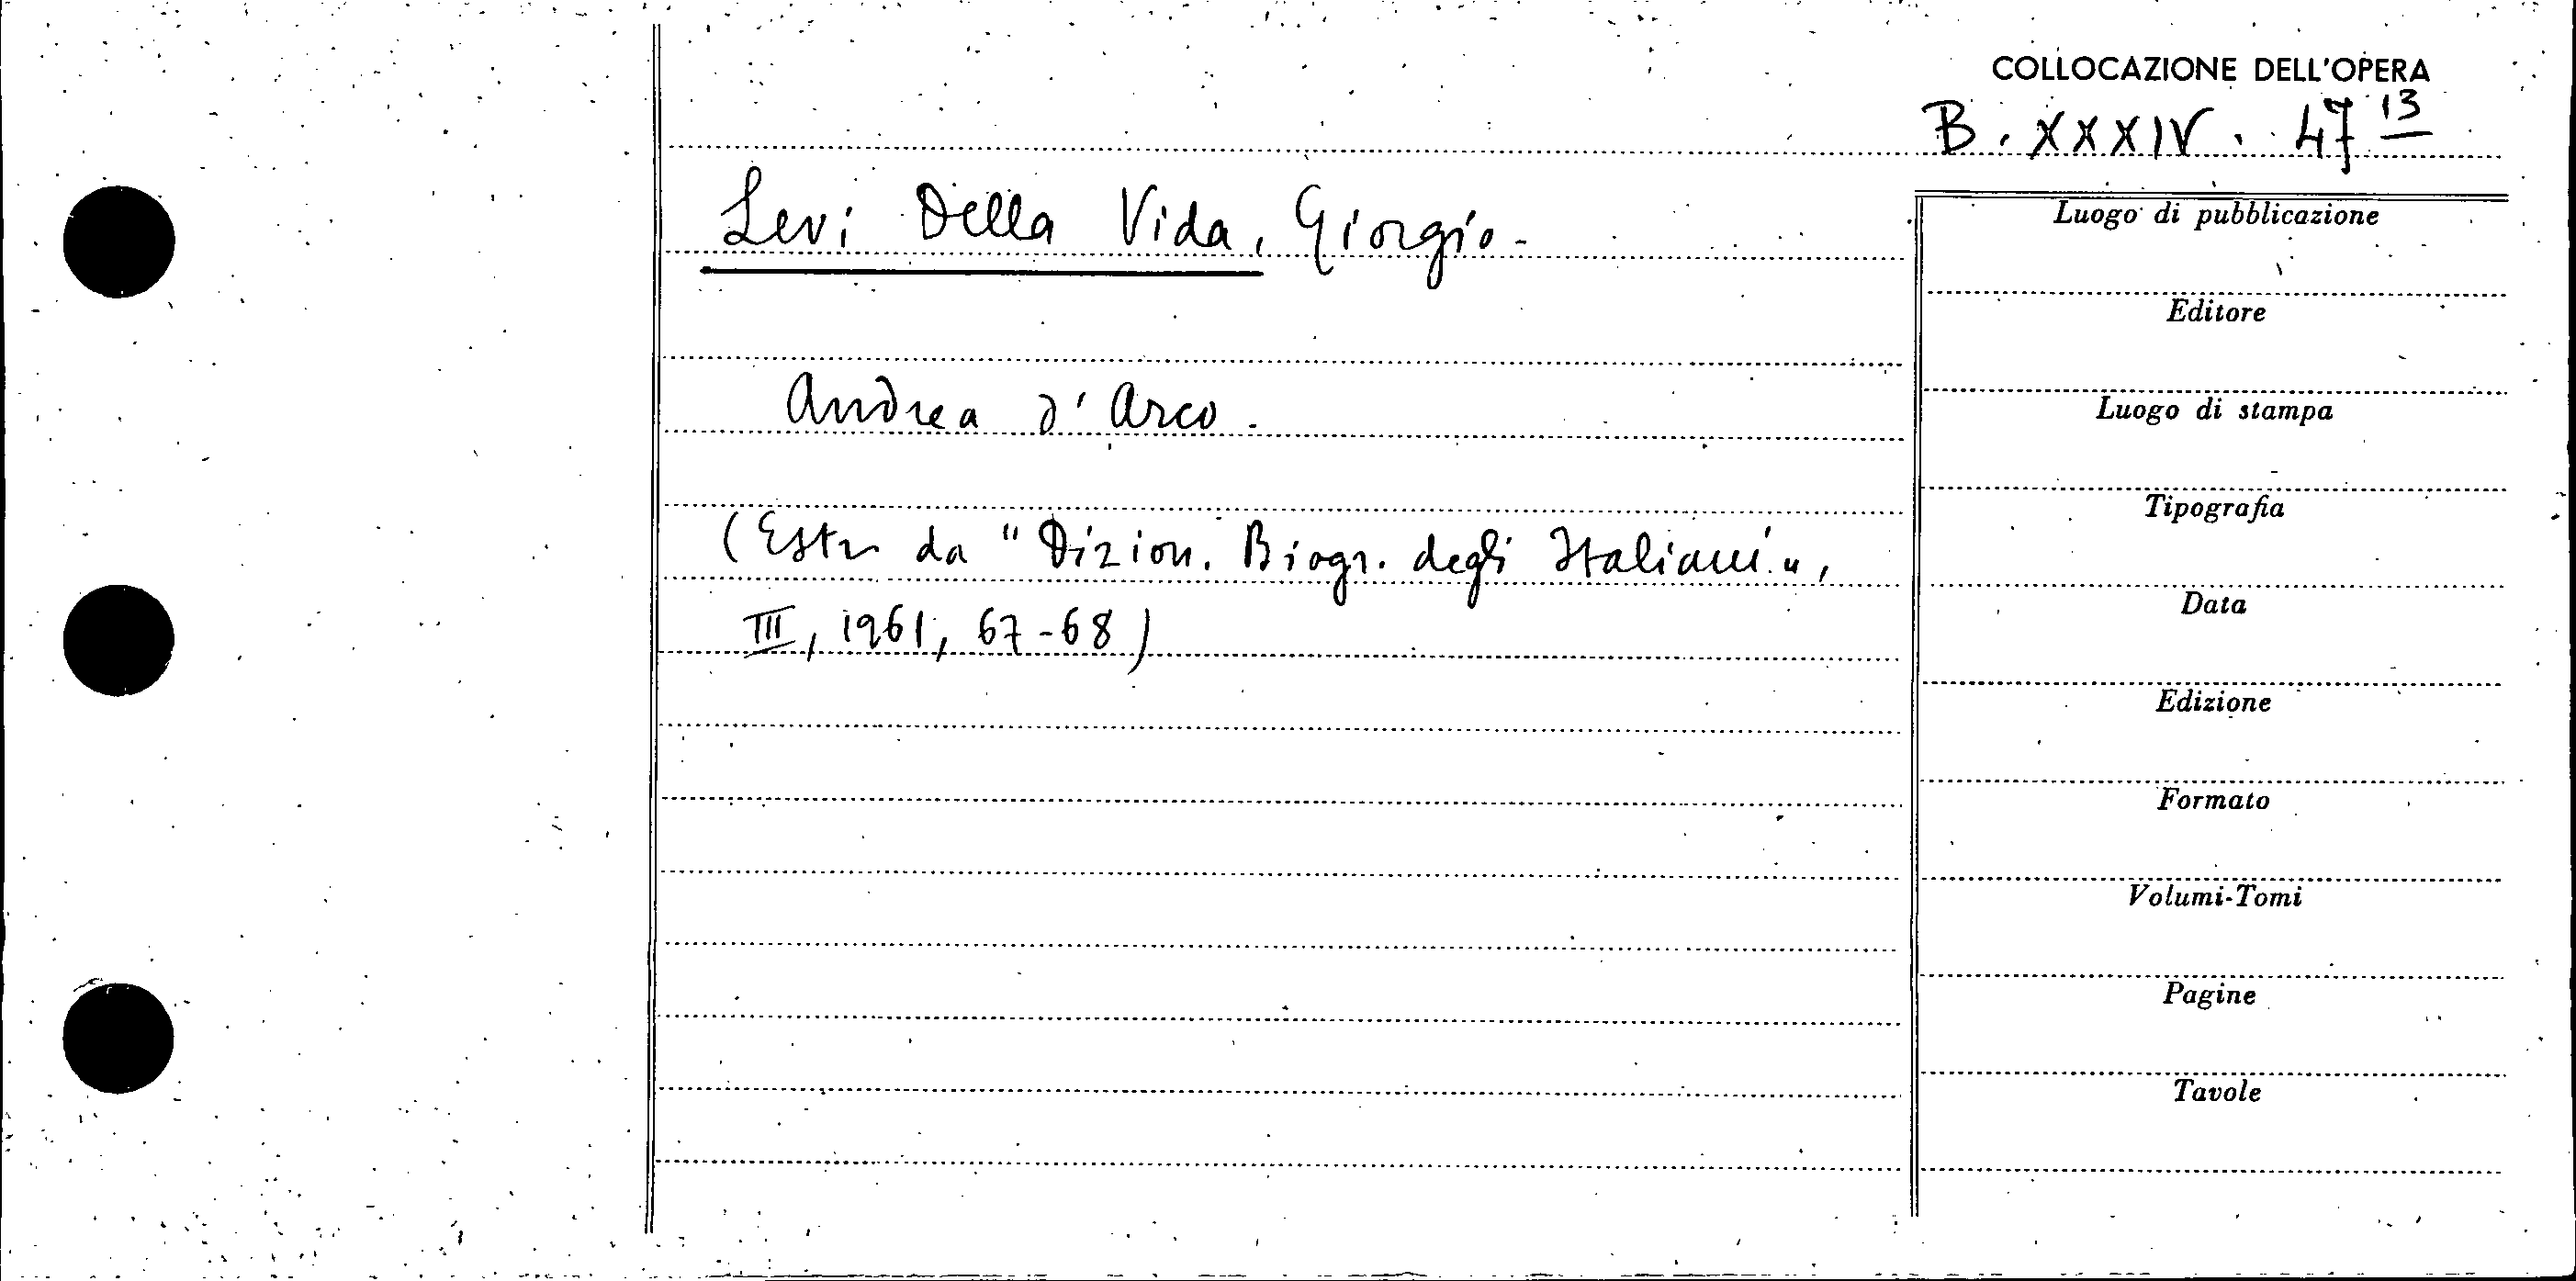 COLLOCAZIONE DELL'OPERA
B. XXXIV. 47 13
Levi Della Vida, Giorgio-
Andrea d'Arco.
(Estr da "Dizion. Biogr. degli Italiani",
III, 1961, 67-68)
Luogo di pubblicazione
Editore
Luogo di stampa
Tipografia
Data
Edizione
Formato
Volumi-Tomi
Pagine
Tavole